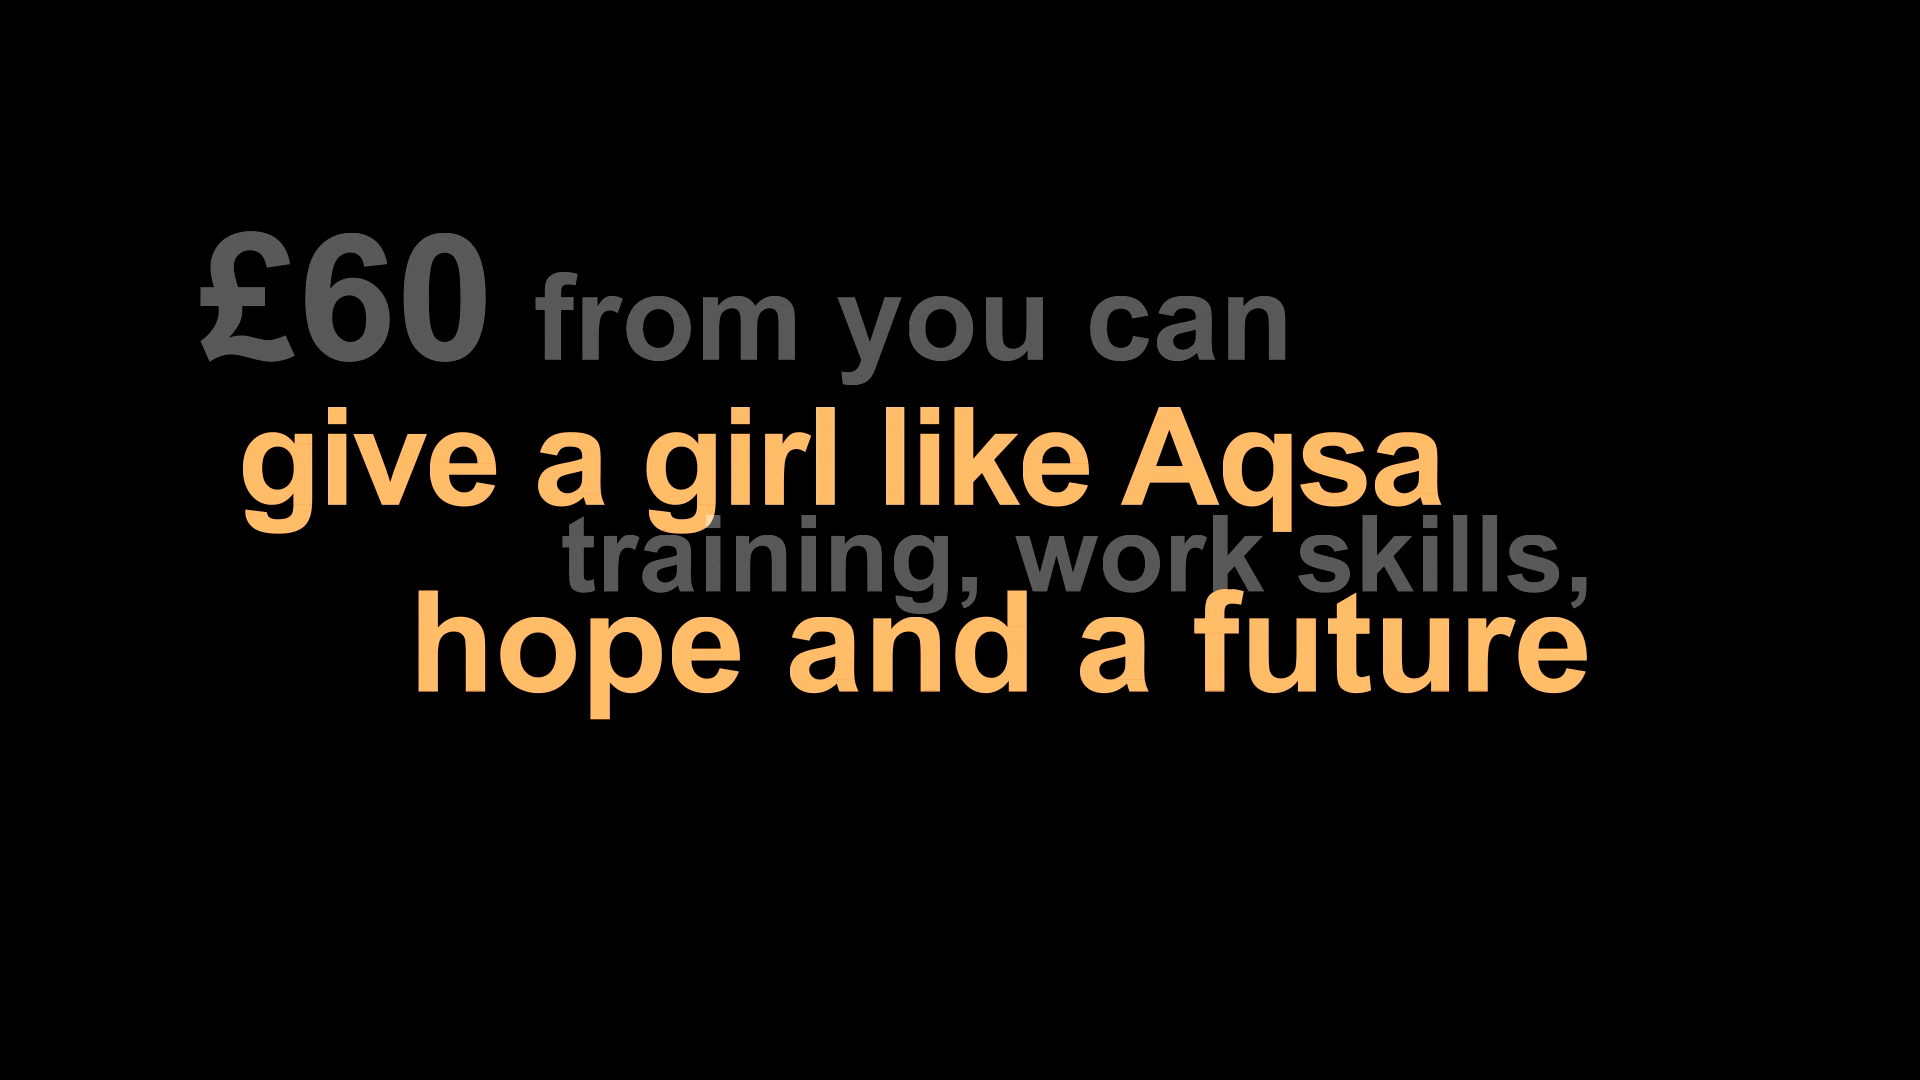 £60 from you can
give a girl like Aqsa
training, work skills,
hope and a future